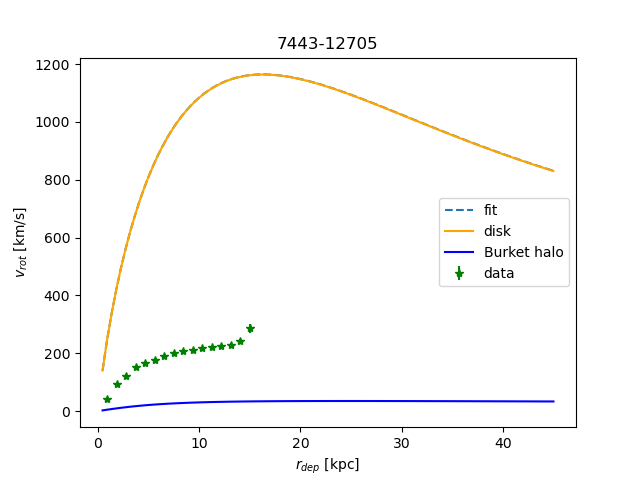 7443-12705
1200
1000
800
600
400
200
0
v_rot [km/s]
fit
disk
Burket halo
data
0 10 20 30 40
r_dep [kpc]